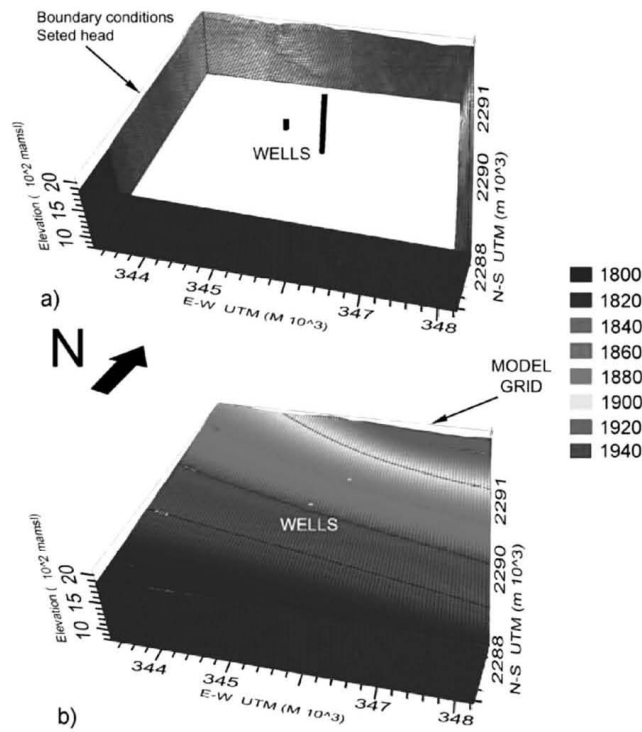 Boundary conditions
Seted head
WELLS
Elevation ( 10^2 mamsl)
20
15
10
344
345
347
348
E-W UTM (M 10^3)
2291
2290
2288
N-S UTM (m 10^3)
a)
1800
1820
1840
1860
1880
1900
1920
1940
N
MODEL
GRID
WELLS
Elevation ( 10^2 mamsl)
20
15
10
344
345
347
348
E-W UTM (M 10^3)
2291
2290
2288
N-S UTM (m 10^3)
b)